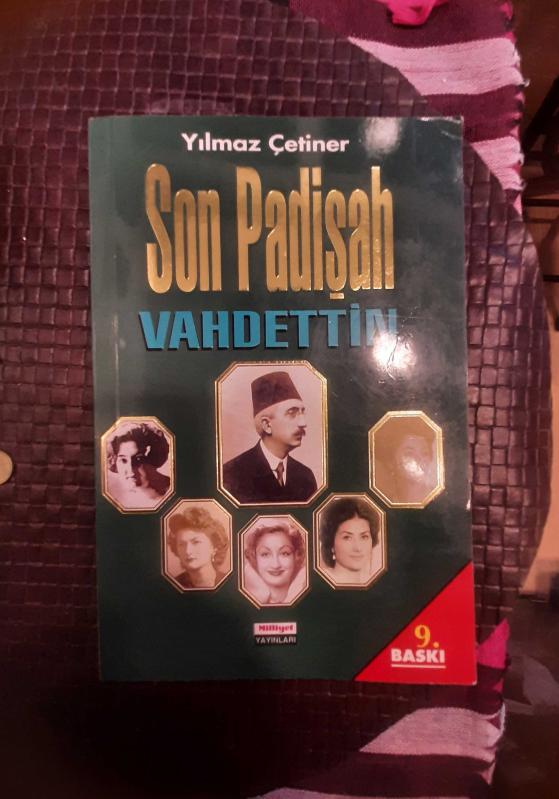 Yılmaz Çetiner
Son Padişah
VAHDETTİN
Milliyet
YAYINLARI
9.
BASKI